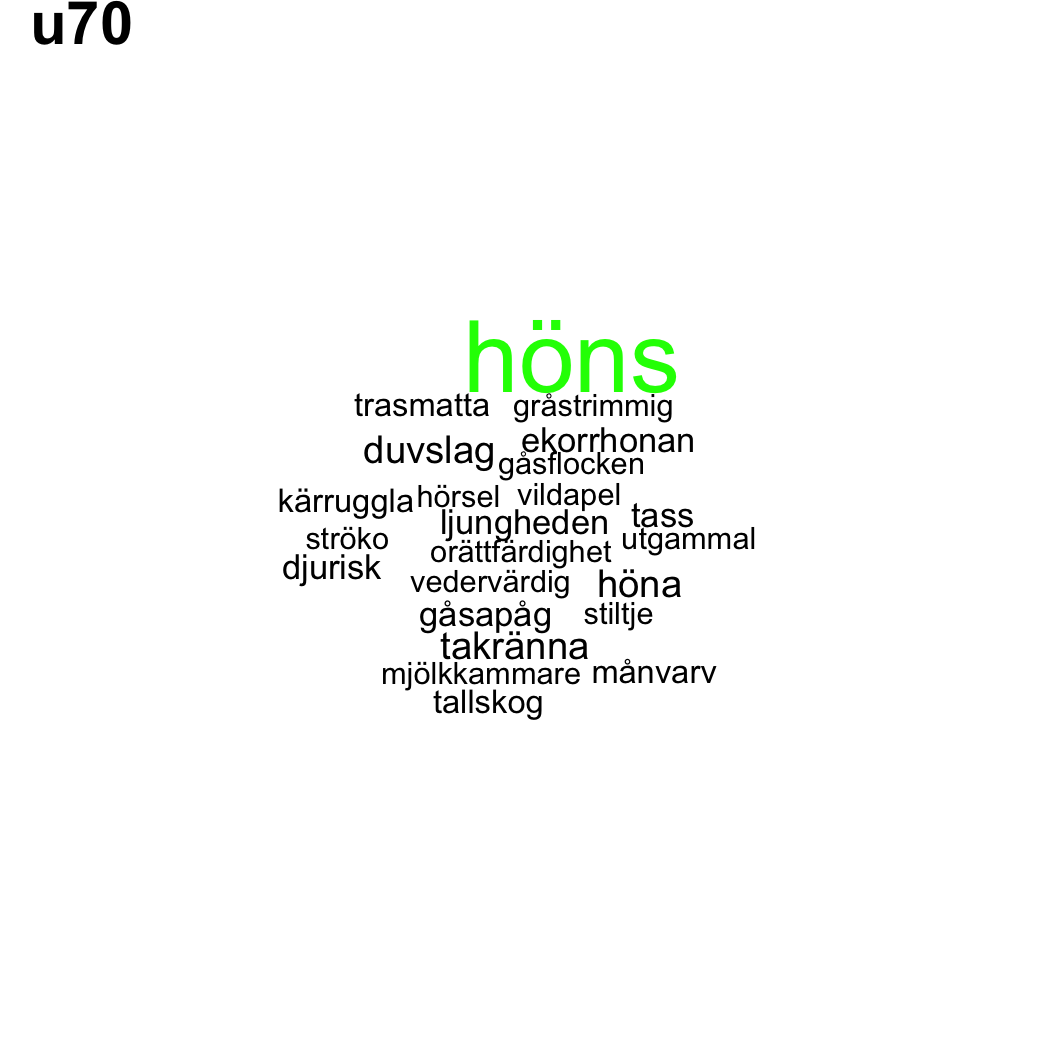 u70
höns
trasmatta gråstrimmig
duvslag ekorrhonan
gåsflocken
kärruggla hörsel vildapel
ljungheden tass
ströko orättfärdighet utgammal
djurisk vedervärdig höna
gåsapåg stiltje
takränna
mjölkkammare månvarv
tallskog